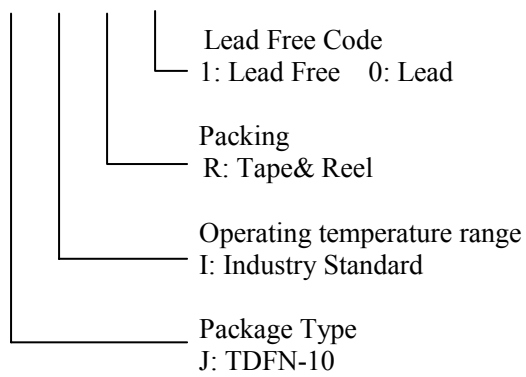 Lead Free Code
1: Lead Free 0: Lead
Packing
R: Tape& Reel
Operating temperature range
I: Industry Standard
Package Type
J: TDFN-10